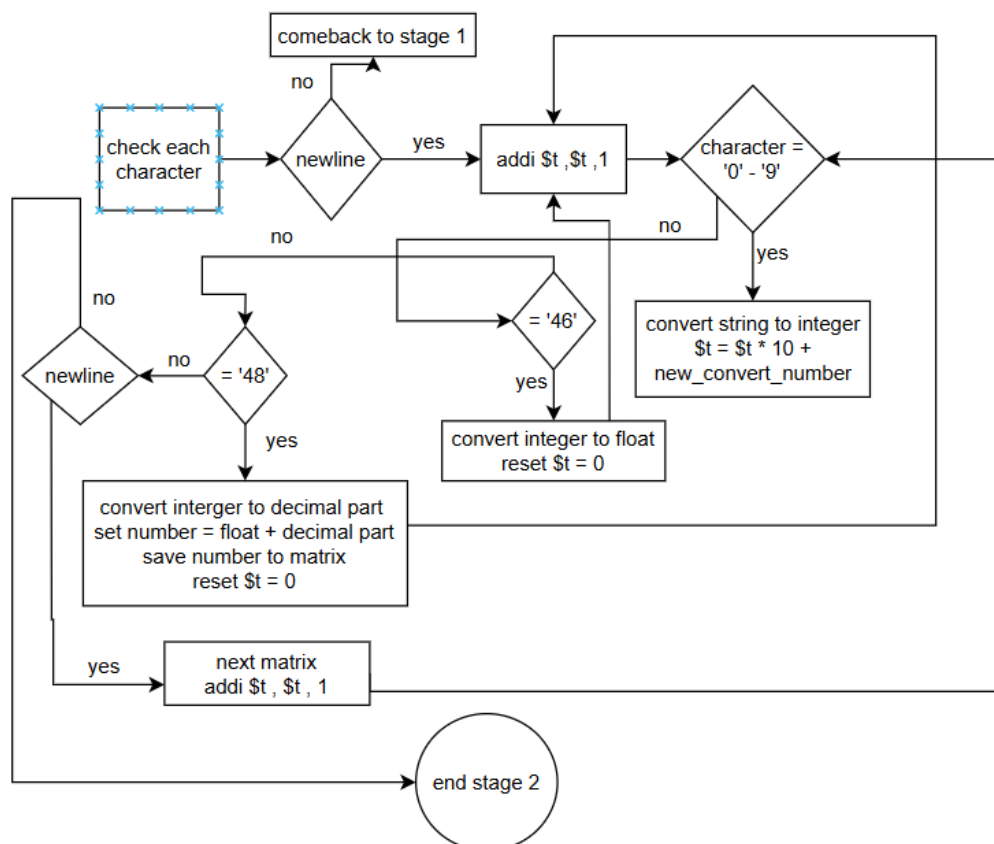 comeback to stage 1
no
check each
character
newline
yes
addi $t ,$t ,1
character =
'0' - '9'
no
no
yes
no
= '46'
convert string to integer
$t = $t * 10 +
new_convert_number
newline
no
= '48'
yes
yes
convert integer to float
reset $t = 0
convert interger to decimal part
set number = float + decimal part
save number to matrix
reset $t = 0
yes
next matrix
addi $t , $t , 1
end stage 2